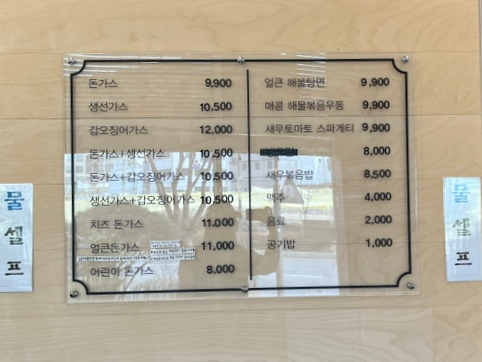 돈가스 9,900
생선가스 10,500
갑오징어가스 12,000
돈가스+생선가스 10,500
돈가스+갑오징어가스 10,500
생선가스+갑오징어가스 10,500
치즈 돈가스 11,000
얼큰돈가스 11,000
어린이 돈가스 8,000
얼큰 해물탕면 9,900
매콤 해물볶음우동 9,900
새우토마토 스파게티 9,900
8,000
새우볶음밥 8,500
맥주 4,000
음료 2,000
공기밥 1,000
물
셀
프
물
셀
프